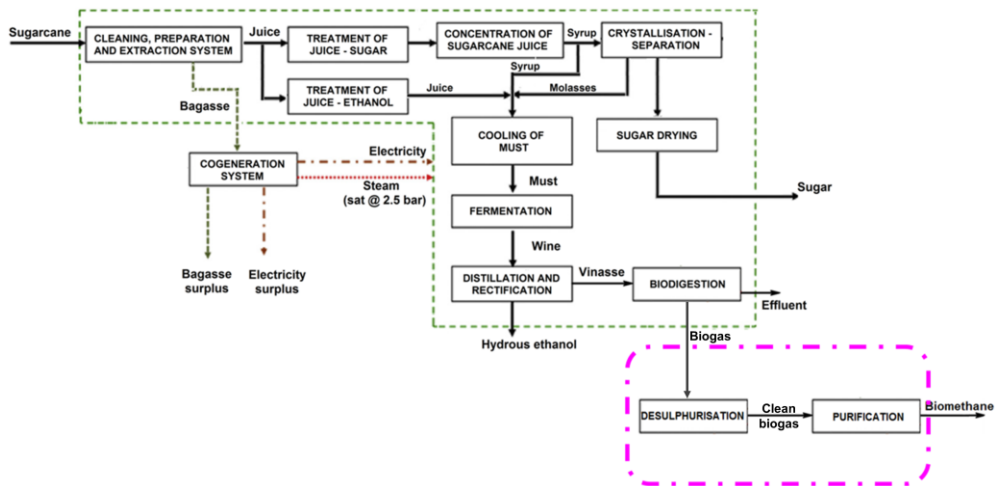 Sugarcane
CLEANING, PREPARATION
AND EXTRACTION SYSTEM
Juice
TREATMENT OF
JUICE - SUGAR
CONCENTRATION OF
SUGARCANE JUICE
Syrup
CRYSTALLISATION -
SEPARATION
Syrup
TREATMENT OF
JUICE - ETHANOL
Juice
Molasses
Bagasse
COOLING OF
MUST
SUGAR DRYING
COGENERATION
SYSTEM
Electricity
Steam
(sat @ 2.5 bar)
Must
Sugar
FERMENTATION
Wine
Bagasse
surplus
Electricity
surplus
DISTILLATION AND
RECTIFICATION
Vinasse
BIODIGESTION
Effluent
Hydrous ethanol
Biogas
DESULPHURISATION
Clean
biogas
PURIFICATION
Biomethane